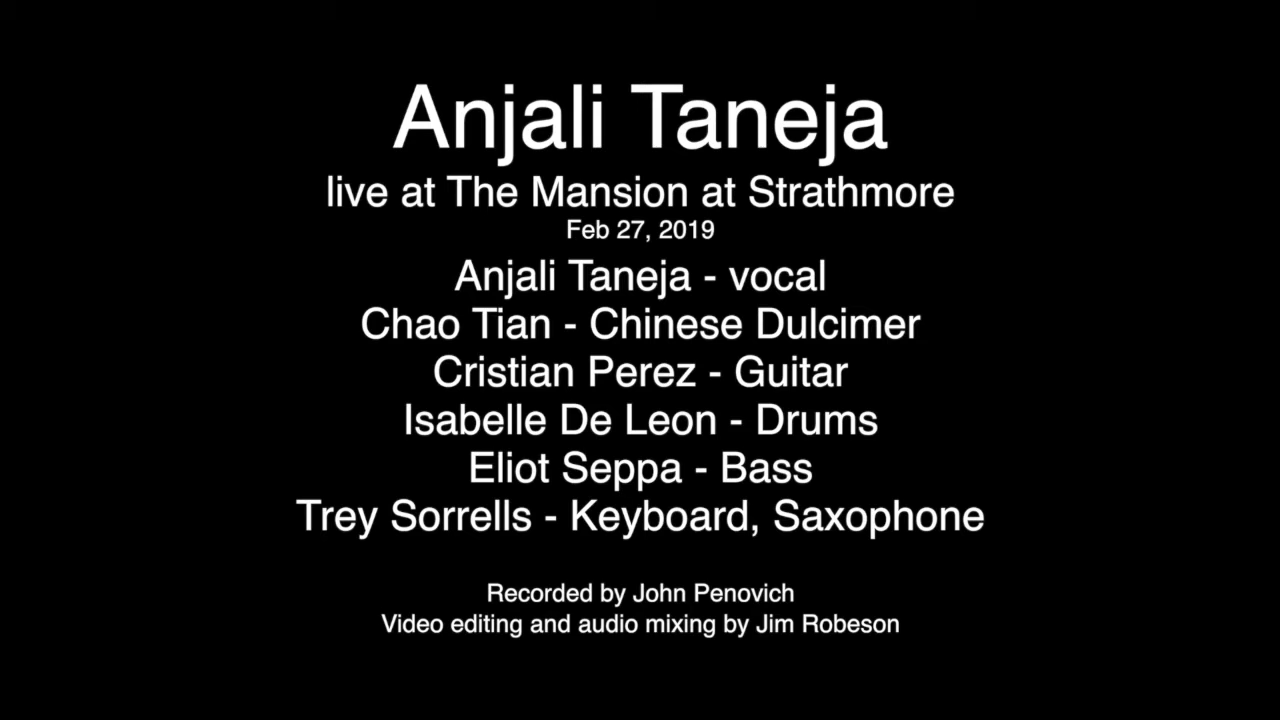 Anjali Taneja
live at The Mansion at Strathmore
Feb 27, 2019
Anjali Taneja - vocal
Chao Tian - Chinese Dulcimer
Cristian Perez - Guitar
Isabelle De Leon - Drums
Eliot Seppa - Bass
Trey Sorrells - Keyboard, Saxophone
Recorded by John Penovich
Video editing and audio mixing by Jim Robeson